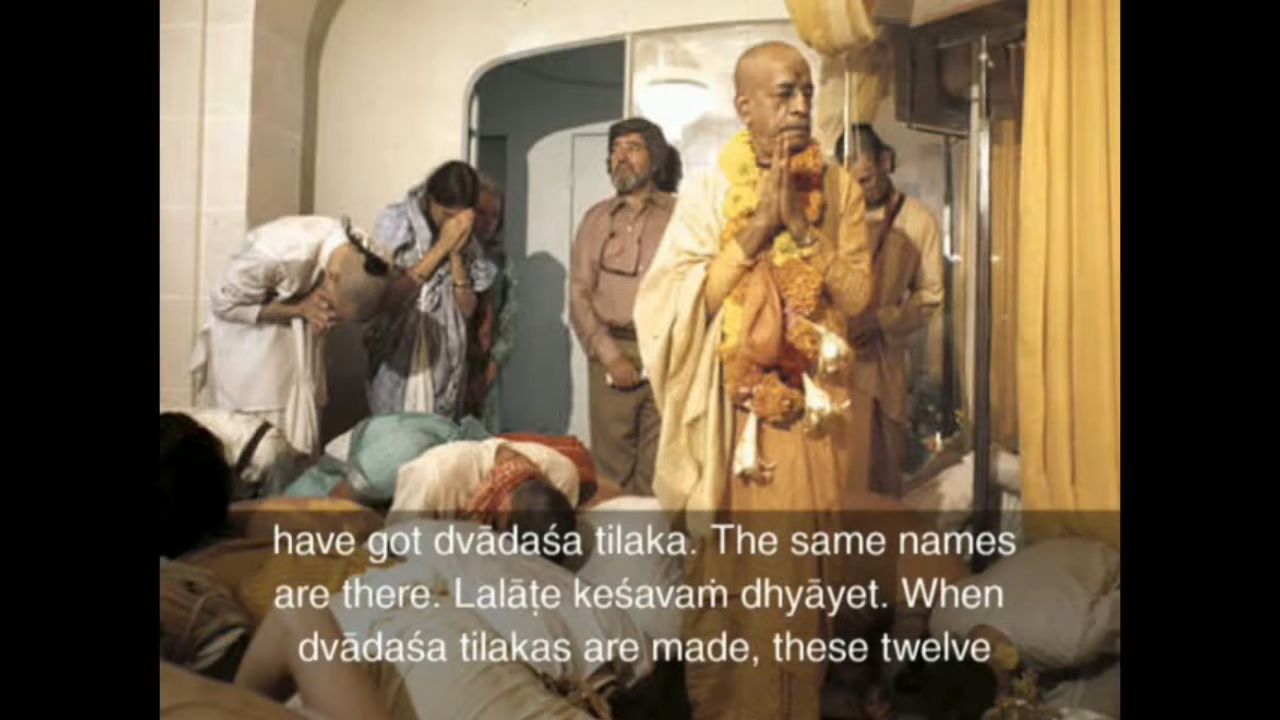 have got dvādaśa tilaka. The same names
are there. Lalāṭe keśavaṁ dhyāyet. When
dvādaśa tilakas are made, these twelve